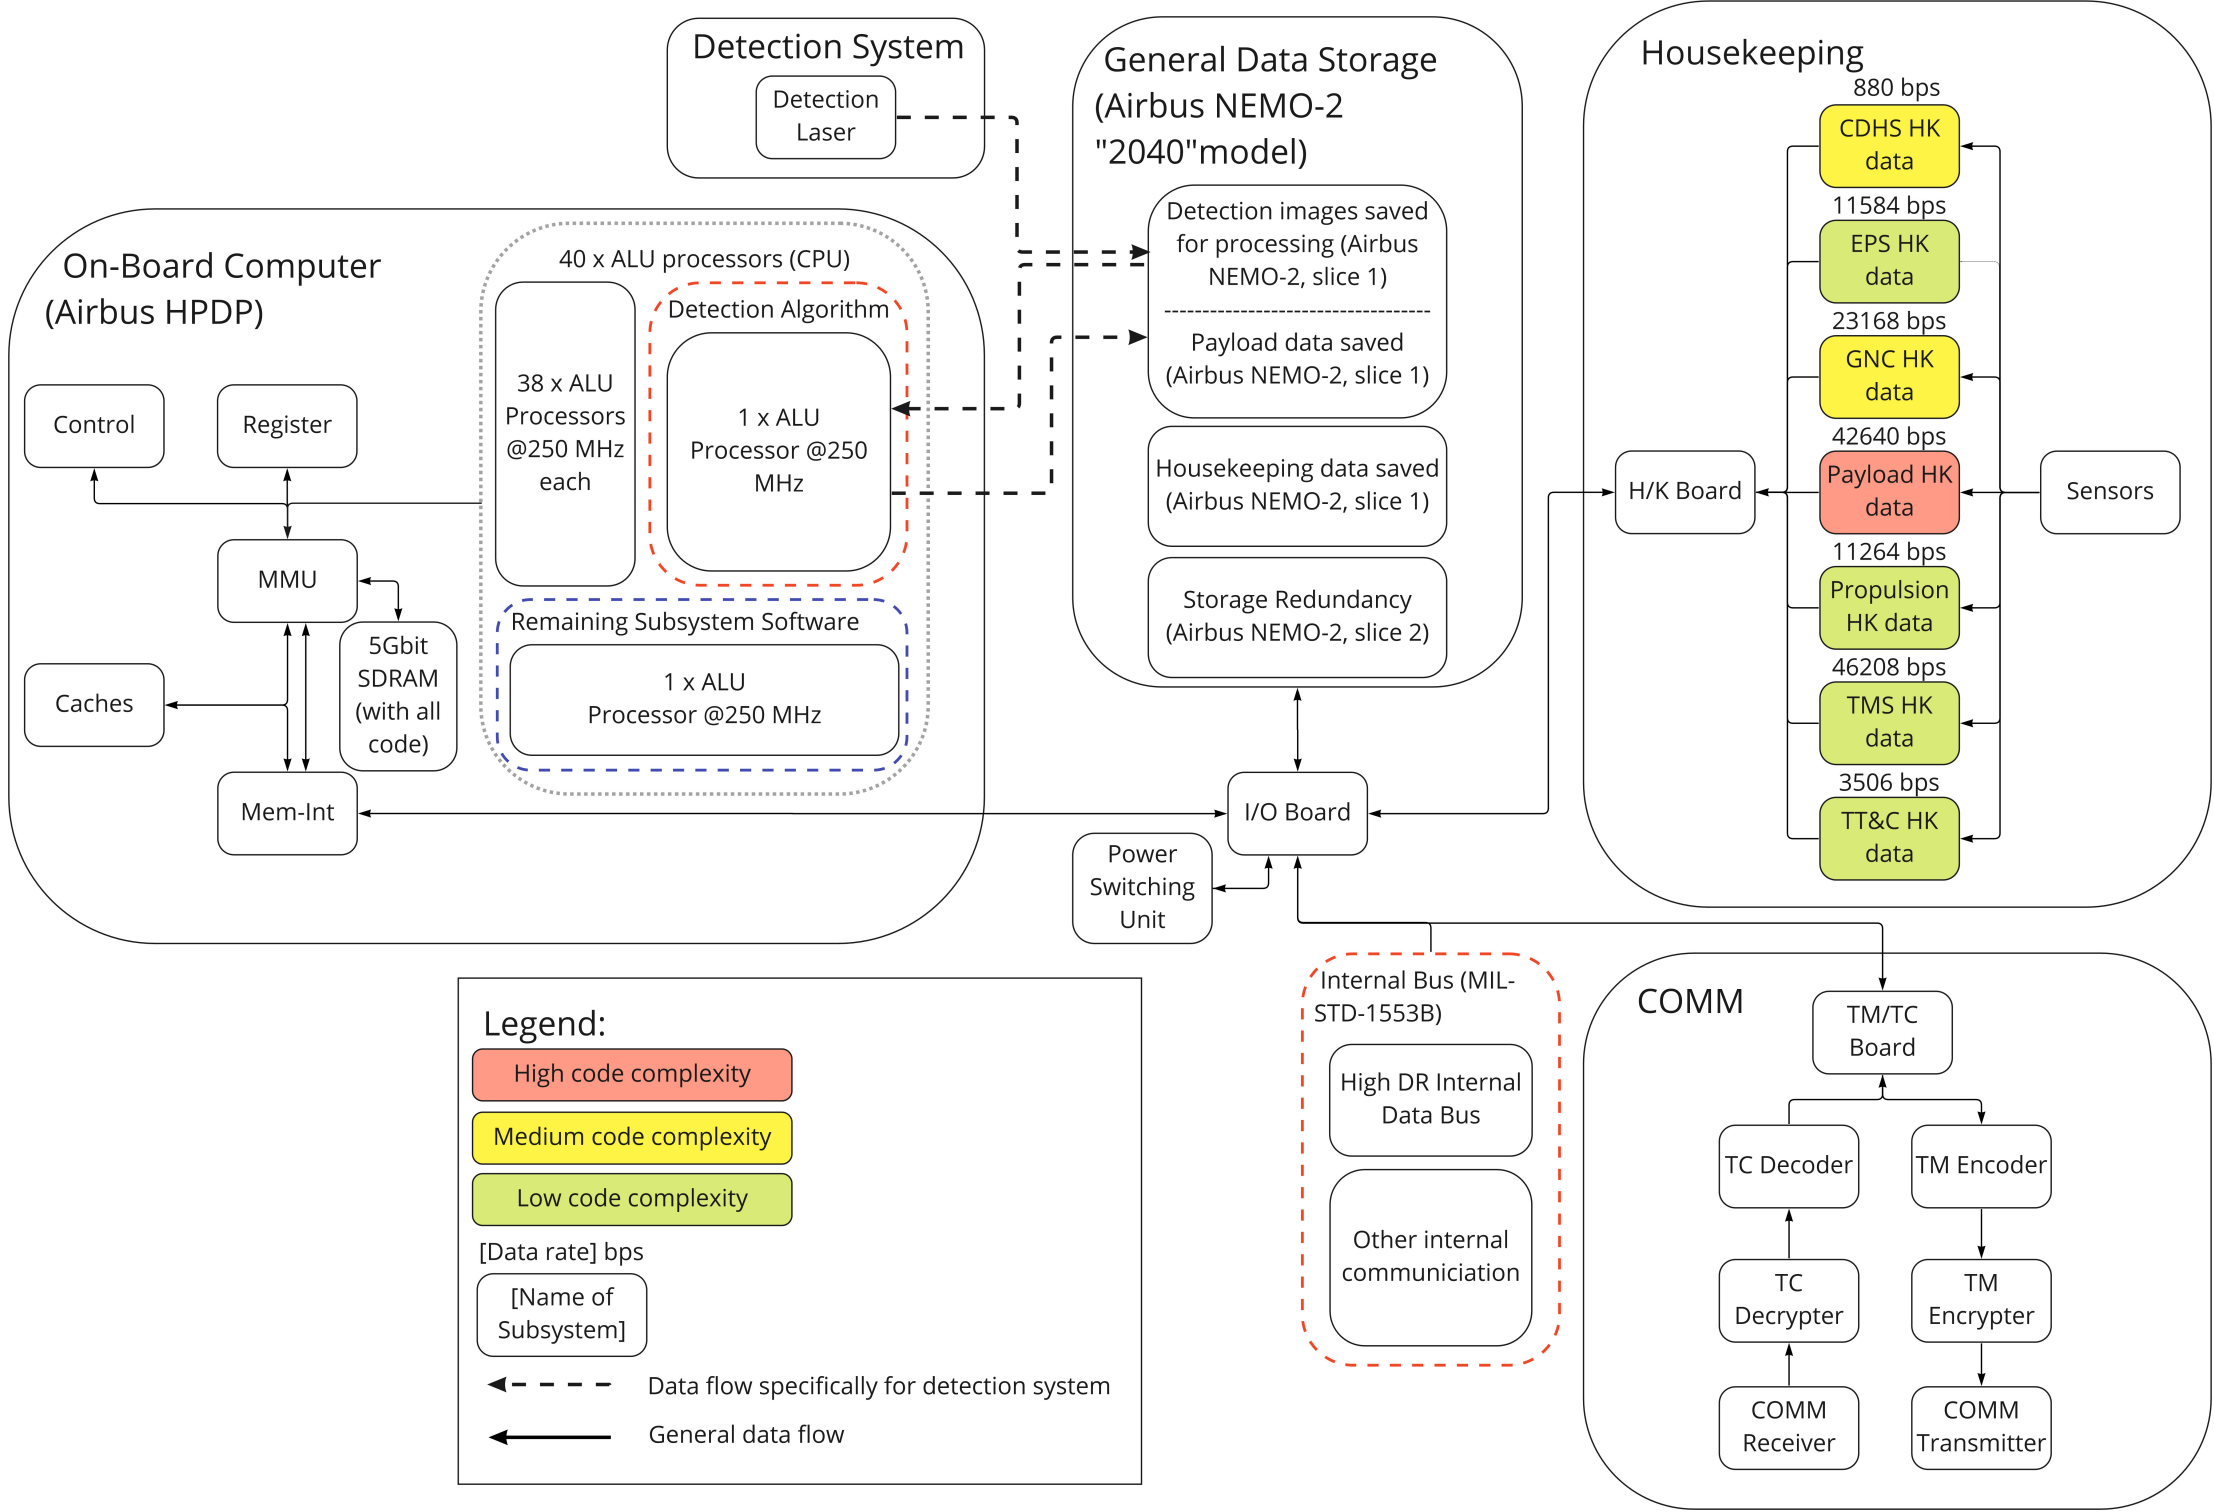 Detection System
Detection
Laser
General Data Storage
(Airbus NEMO-2
"2040"model)
Detection images saved
for processing (Airbus
NEMO-2, slice 1)
-----------------------------------
Payload data saved
(Airbus NEMO-2, slice 1)
Housekeeping data saved
(Airbus NEMO-2, slice 1)
Storage Redundancy
(Airbus NEMO-2, slice 2)
Housekeeping
880 bps
CDHS HK
data
11584 bps
EPS HK
data
23168 bps
GNC HK
data
42640 bps
Payload HK
data
11264 bps
Propulsion
HK data
46208 bps
TMS HK
data
3506 bps
TT&C HK
data
H/K Board
Sensors
On-Board Computer
(Airbus HPDP)
40 x ALU processors (CPU)
38 x ALU
Processors
@250 MHz
each
Detection Algorithm
1 x ALU
Processor @250
MHz
Remaining Subsystem Software
1 x ALU
Processor @250 MHz
Control
Register
MMU
5Gbit
SDRAM
(with all
code)
Caches
Mem-Int
I/O Board
Power
Switching
Unit
Internal Bus (MIL-
STD-1553B)
High DR Internal
Data Bus
Other internal
communiciation
COMM
TM/TC
Board
TC Decoder
TM Encoder
TC
Decrypter
TM
Encrypter
COMM
Receiver
COMM
Transmitter
Legend:
High code complexity
Medium code complexity
Low code complexity
[Data rate] bps
[Name of
Subsystem]
Data flow specifically for detection system
General data flow